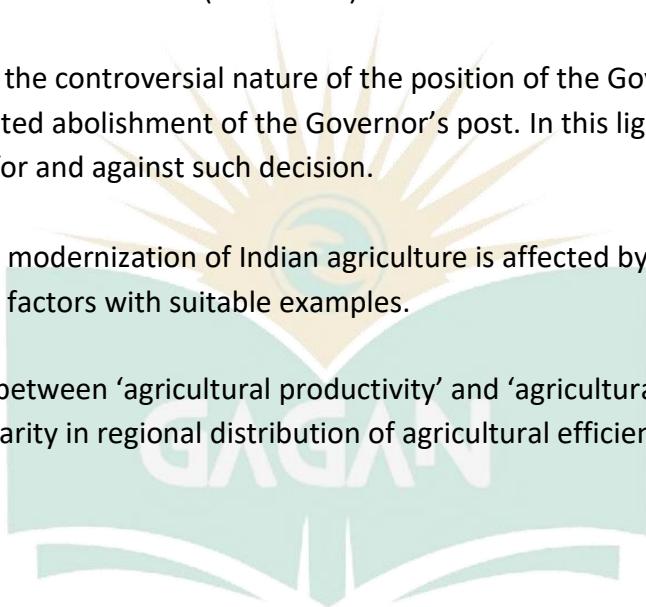 the controversial nature of the position of the Gov
ted abolishment of the Governor's post. In this lig
or and against such decision.
modernization of Indian agriculture is affected by
factors with suitable examples.
between ‘agricultural productivity’ and ‘agricultura
arity in regional distribution of agricultural efficien
GAGAN